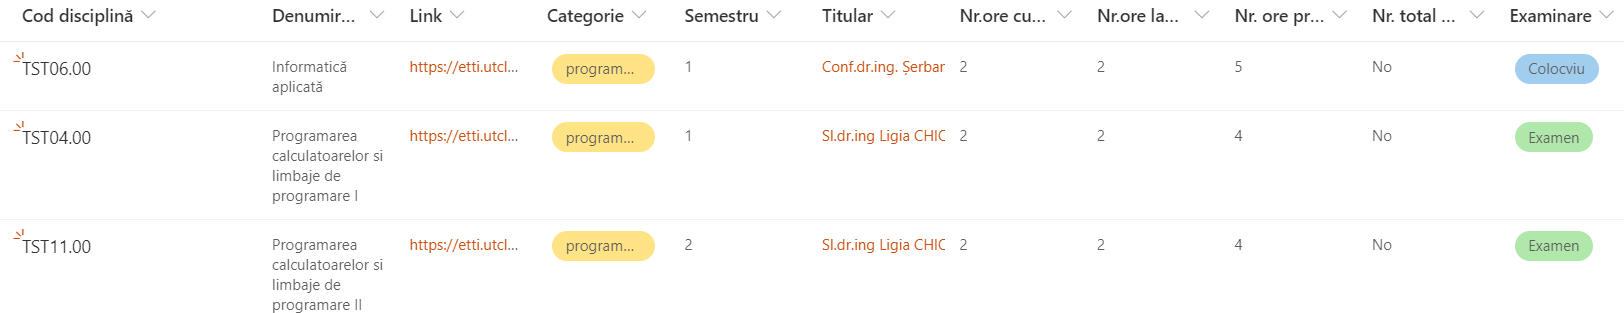 Cod disciplină Denumir... Link Categorie Semestru Titular Nr.ore cu... Nr.ore la... Nr. ore pr... Nr. total ... Examinare
TST06.00 Informatică https://etti.utcl... program... 1 Conf.dr.ing. Șerbar 2 2 5 No Colocviu
aplicată
TST04.00 Programarea https://etti.utcl... program... 1 Sl.dr.ing Ligia CHIC 2 2 4 No Examen
calculatoarelor si
limbaje de
programare I
TST11.00 Programarea https://etti.utcl... program... 2 Sl.dr.ing Ligia CHIC 2 2 4 No Examen
calculatoarelor si
limbaje de
programare II